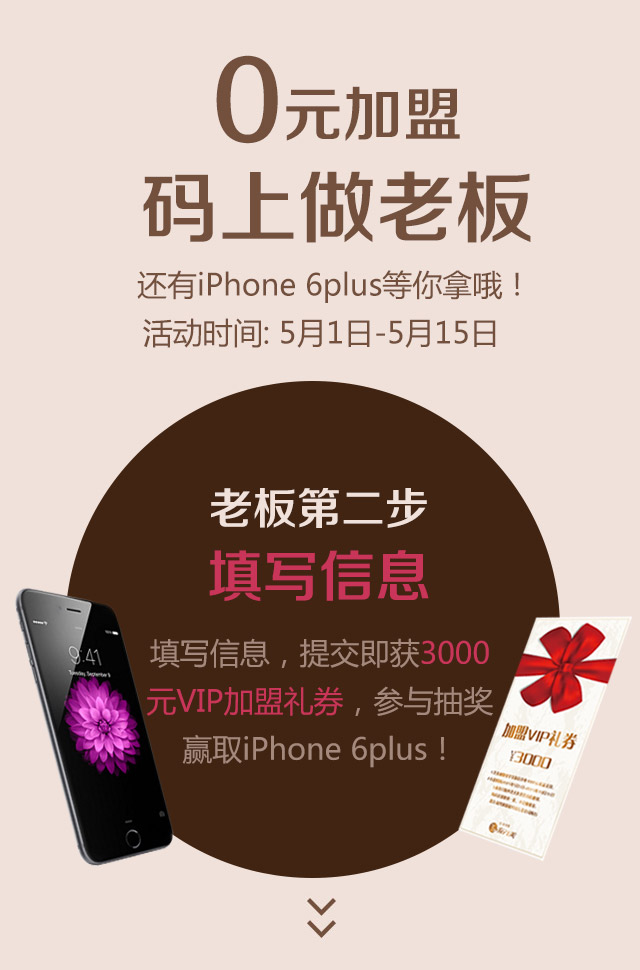 0元加盟
码上做老板
还有iPhone 6plus等你拿哦！
活动时间: 5月1日-5月15日
老板第二步
填写信息
填写信息，提交即获3000
元VIP加盟礼券，参与抽奖
赢取iPhone 6plus！
9:41
Tuesday, September 9
加盟VIP礼券
¥3000